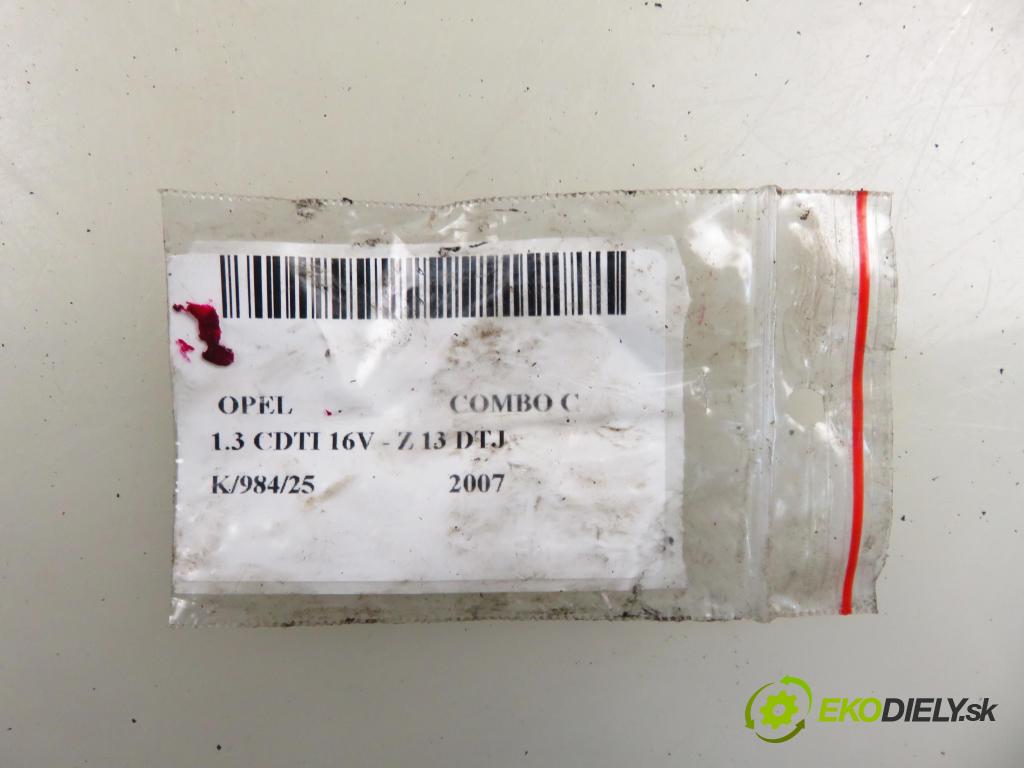 OPEL COMBO C
1.3 CDTI 16V - Z 13 DTJ
K/984/25 2007
EKODIELY.sk